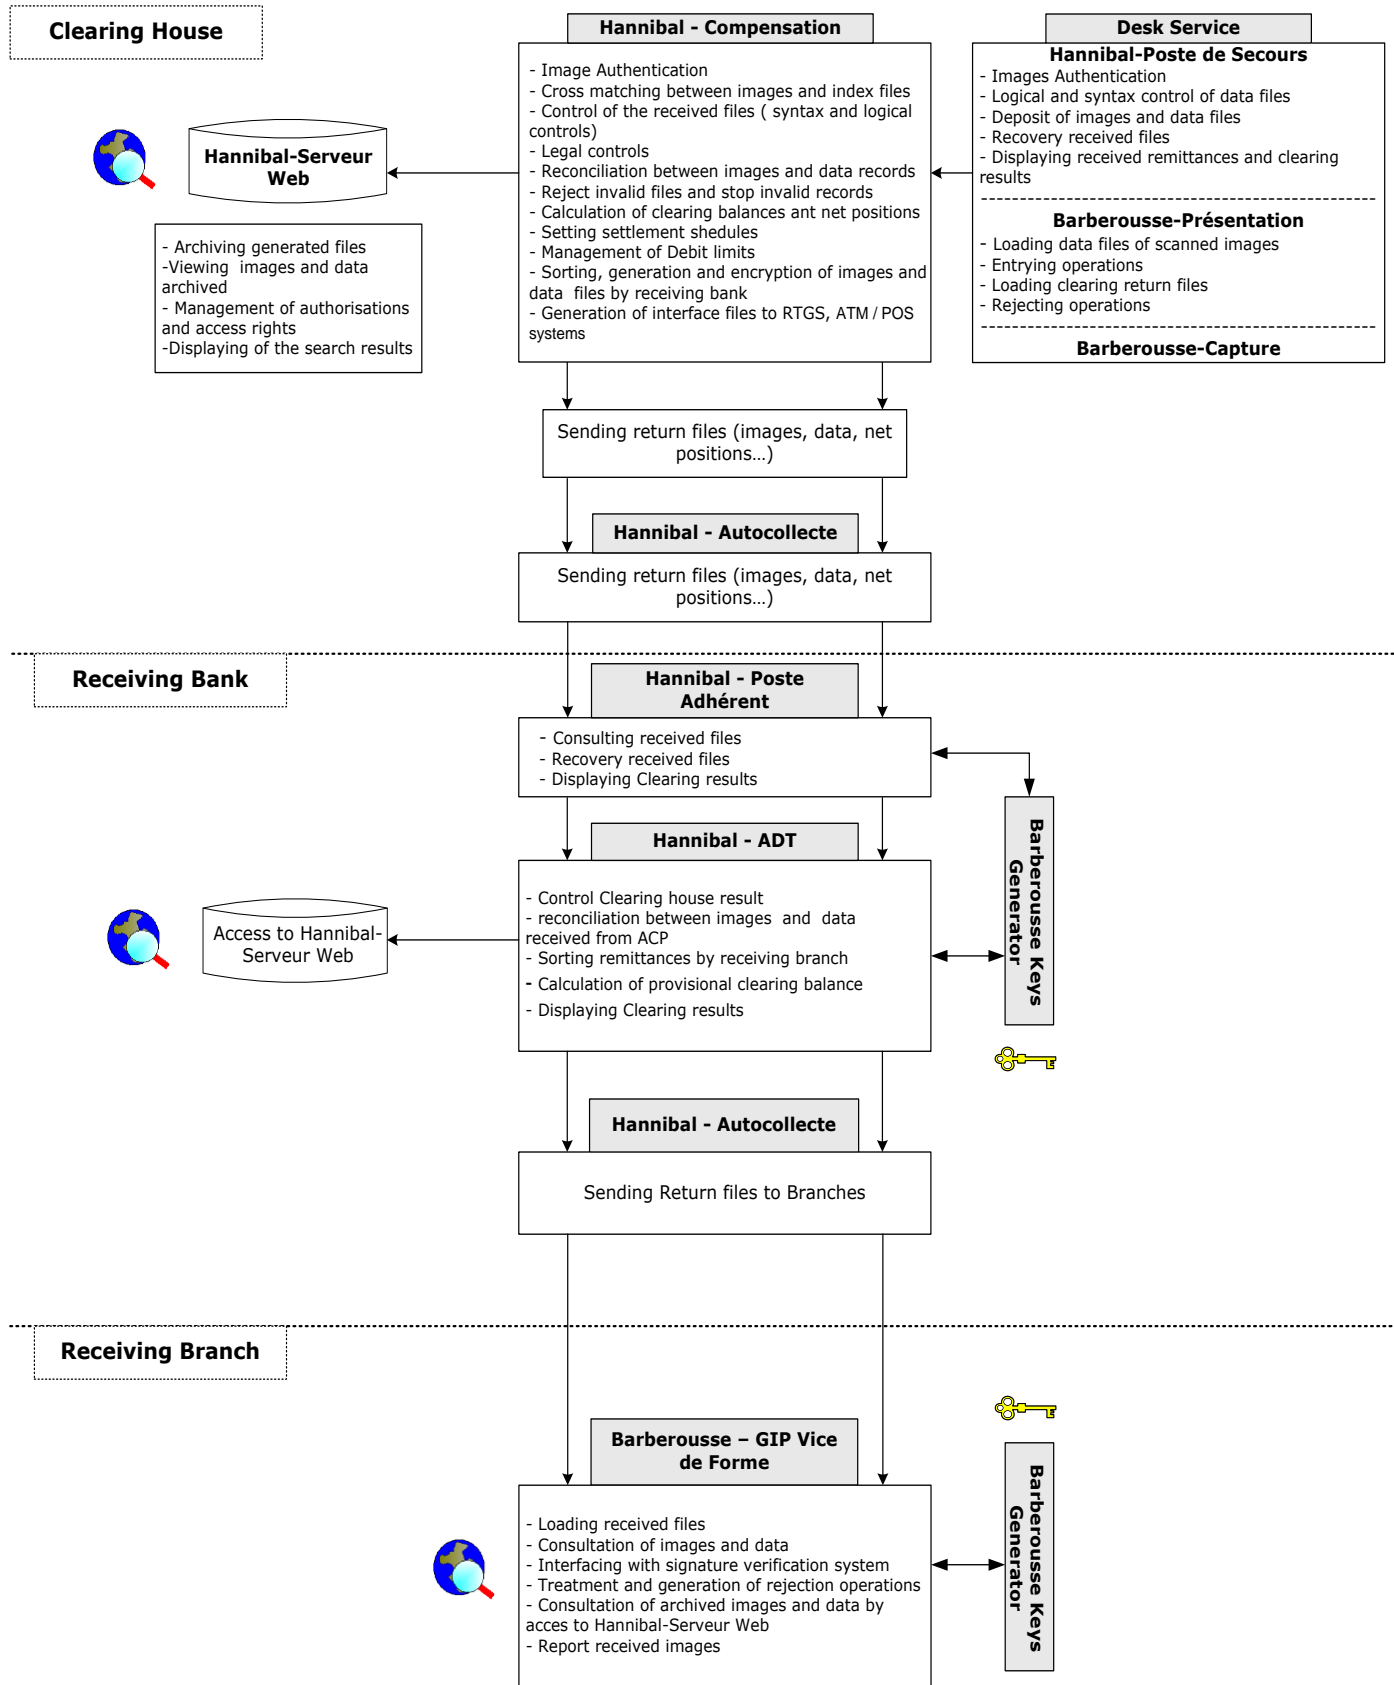 Clearing House
Hannibal - Compensation
- Image Authentication
- Cross matching between images and index files
- Control of the received files ( syntax and logical
controls)
- Legal controls
- Reconciliation between images and data records
- Reject invalid files and stop invalid records
- Calculation of clearing balances ant net positions
- Setting settlement shedules
- Management of Debit limits
- Sorting, generation and encryption of images and
data files by receiving bank
- Generation of interface files to RTGS, ATM / POS
systems
Desk Service
Hannibal-Poste de Secours
- Images Authentication
- Logical and syntax control of data files
- Deposit of images and data files
- Recovery received files
- Displaying received remittances and clearing
results
Barberousse-Présentation
- Loading data files of scanned images
- Entrying operations
- Loading clearing return files
- Rejecting operations
Barberousse-Capture
Hannibal-Serveur
Web
- Archiving generated files
-Viewing images and data
archived
- Management of authorisations
and access rights
-Displaying of the search results
Sending return files (images, data, net
positions…)
Hannibal - Autocollecte
Sending return files (images, data, net
positions…)
Receiving Bank
Hannibal - Poste
Adhérent
- Consulting received files
- Recovery received files
- Displaying Clearing results
Barberousse Keys
Generator
Hannibal - ADT
- Control Clearing house result
- reconciliation between images and data
received from ACP
- Sorting remittances by receiving branch
- Calculation of provisional clearing balance
- Displaying Clearing results
Access to Hannibal-
Serveur Web
Hannibal - Autocollecte
Sending Return files to Branches
Receiving Branch
Barberousse – GIP Vice
de Forme
- Loading received files
- Consultation of images and data
- Interfacing with signature verification system
- Treatment and generation of rejection operations
- Consultation of archived images and data by
acces to Hannibal-Serveur Web
- Report received images
Barberousse Keys
Generator